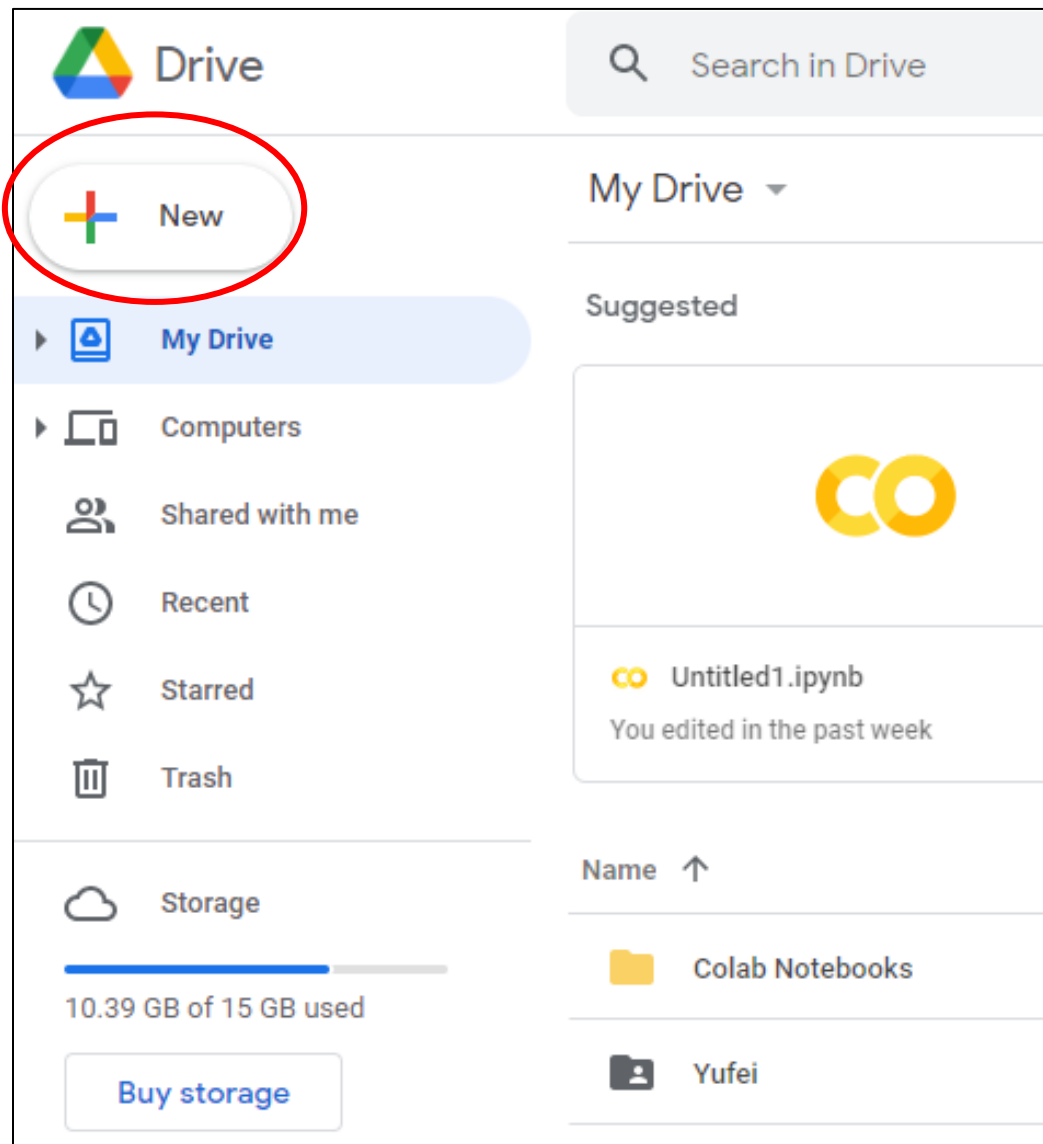 Drive
Search in Drive
New
My Drive
Computers
Shared with me
Recent
Starred
Trash
Storage
10.39 GB of 15 GB used
Buy storage
My Drive
Suggested
Untitled1.ipynb
You edited in the past week
Name
Colab Notebooks
Yufei